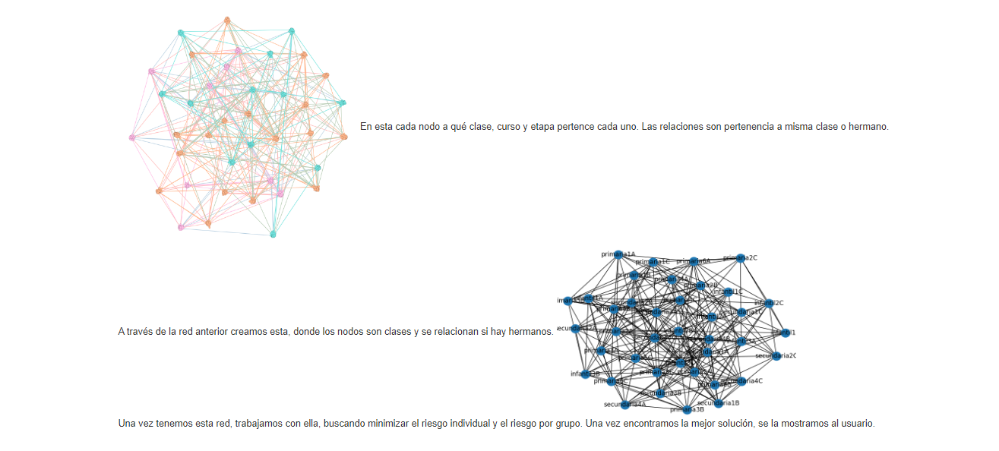 En esta cada nodo a qué clase, curso y etapa pertence cada uno. Las relaciones son pertenencia a misma clase o hermano.
primaria1A
primaria1C
primaria6A
primaria2C
primaria2B
infantil1C
infantil2C
A través de la red anterior creamos esta, donde los nodos son clases y se relacionan si hay hermanos.
secundaria2C
infantil3B
primaria6C
secundaria4C
secundaria3B
secundaria4A
secundaria1B
primaria3B
Una vez tenemos esta red, trabajamos con ella, buscando minimizar el riesgo individual y el riesgo por grupo. Una vez encontramos la mejor solución, se la mostramos al usuario.